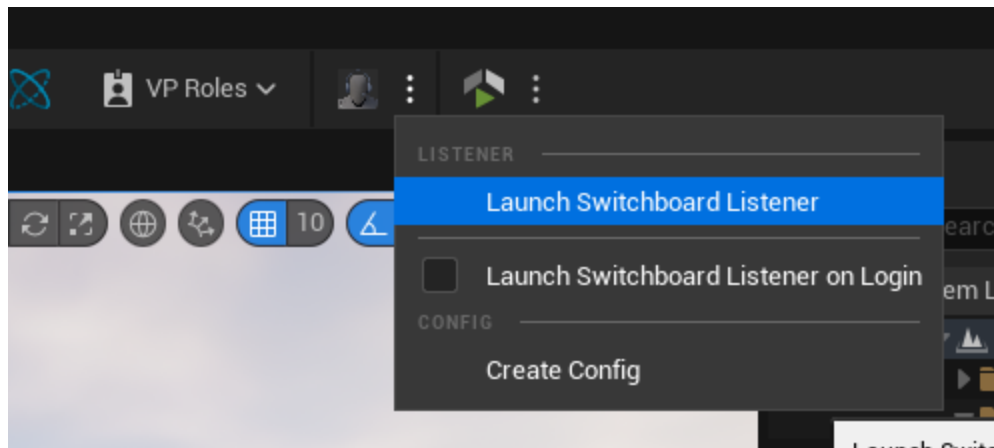 VP Roles
LISTENER
Launch Switchboard Listener
10
Launch Switchboard Listener on Login
CONFIG
Create Config